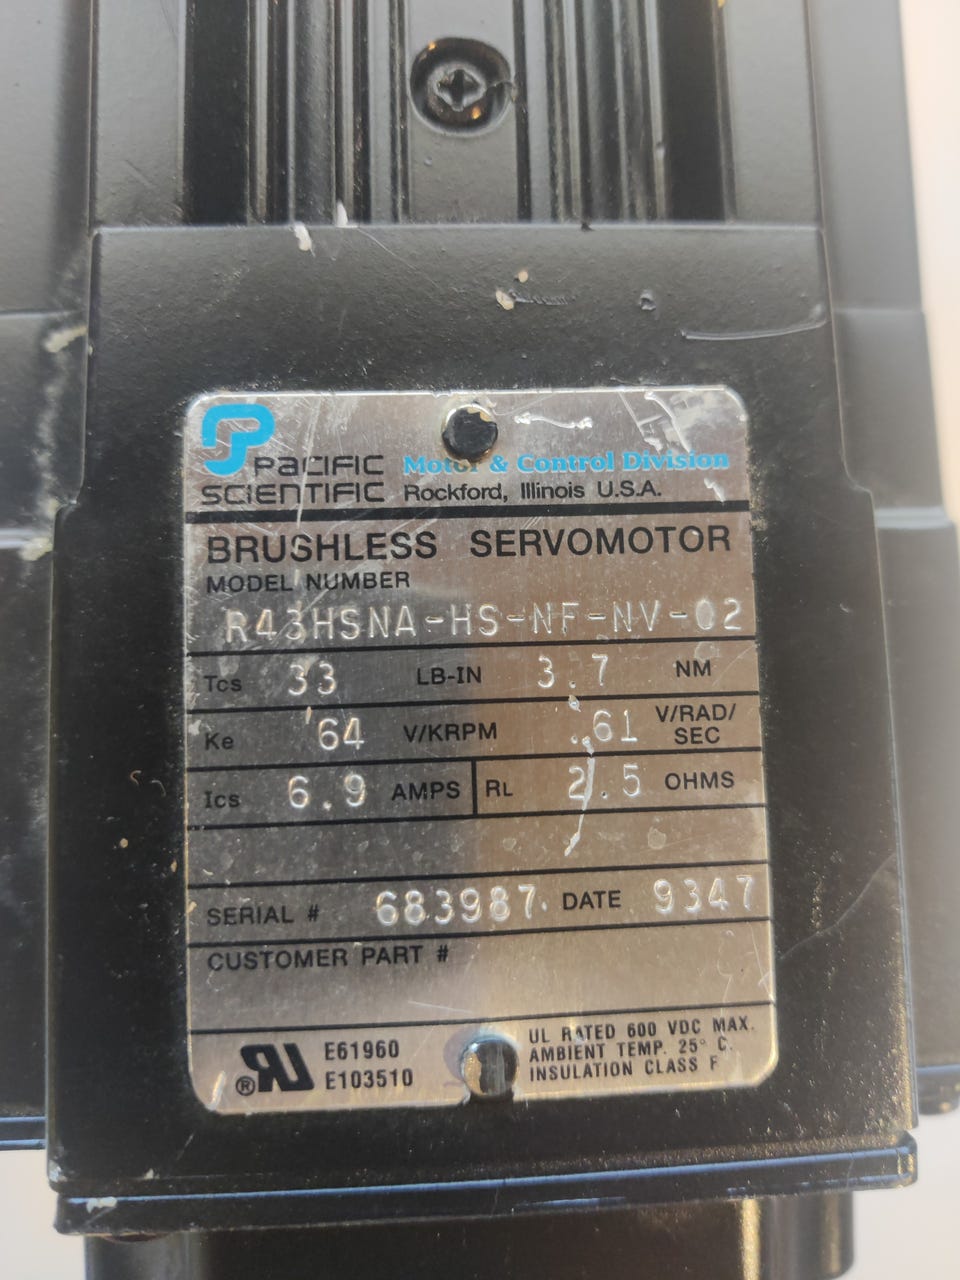 PACIFIC Motor & Control Division
SCIENTIFIC Rockford, Illinois U.S.A.
BRUSHLESS SERVOMOTOR
MODEL NUMBER
R43HSNA-HS-NF-NV-02
Tcs 33 LB-IN 3.7 NM
Ke 64 V/KRPM .61 V/RAD/
SEC
Ics 6.9 AMPS RL 2.5 OHMS
SERIAL # 683987 DATE 9347
CUSTOMER PART #
UL RATED 600 VDC MAX.
E61960 AMBIENT TEMP. 25° C.
® E103510 INSULATION CLASS F